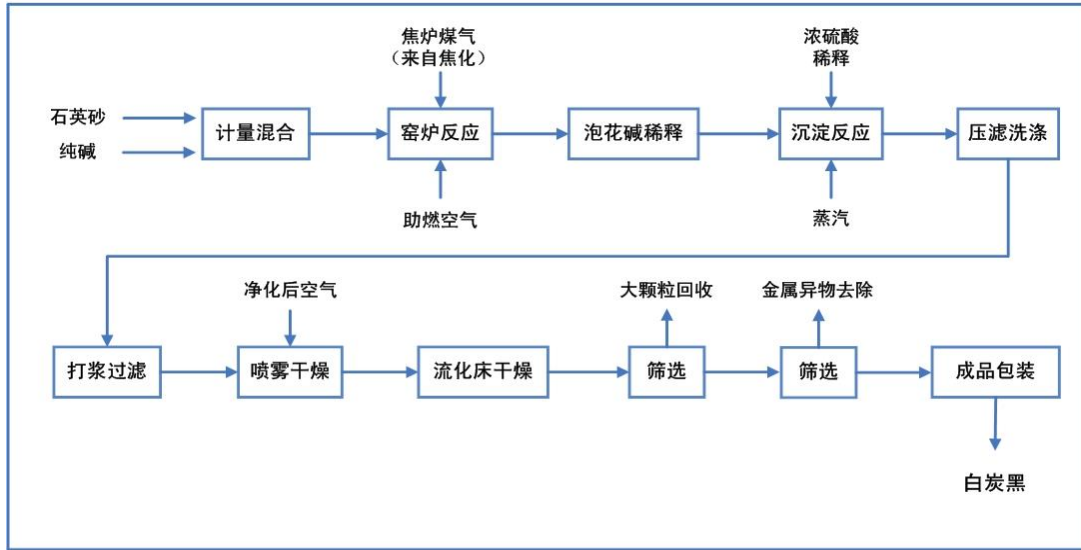 焦炉煤气
（来自焦化）
浓硫酸
稀释
石英砂
纯碱
计量混合
窑炉反应
泡花碱稀释
沉淀反应
压滤洗涤
助燃空气
蒸汽
净化后空气
大颗粒回收
金属异物去除
打浆过滤
喷雾干燥
流化床干燥
筛选
筛选
成品包装
白炭黑